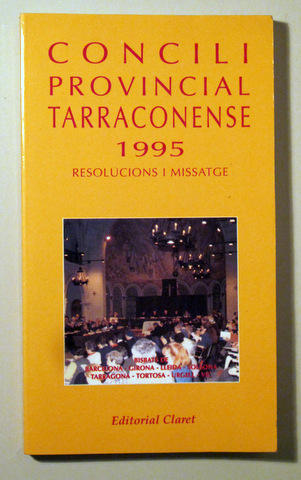 CONCILI
PROVINCIAL
TARRACONENSE
1995
RESOLUCIONS I MISSATGE
BISBATS DE
BARCELONA - GIRONA - LLEIDA - SOLSONA
TARRAGONA - TORTOSA - URGELL - VIC
Editorial Claret